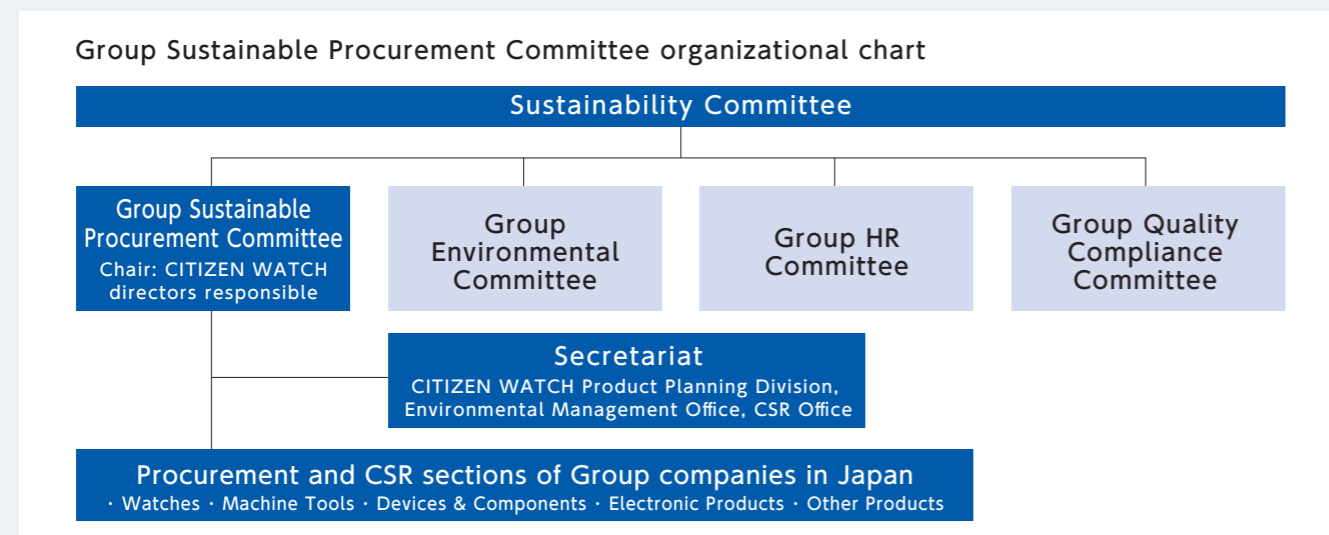 Group Sustainable Procurement Committee organizational chart
Sustainability Committee
Group Sustainable
Procurement Committee
Chair: CITIZEN WATCH
directors responsible
Group
Environmental
Committee
Group HR
Committee
Group Quality
Compliance
Committee
Secretariat
CITIZEN WATCH Product Planning Division,
Environmental Management Office, CSR Office
Procurement and CSR sections of Group companies in Japan
・Watches・Machine Tools・Devices & Components・Electronic Products・Other Products